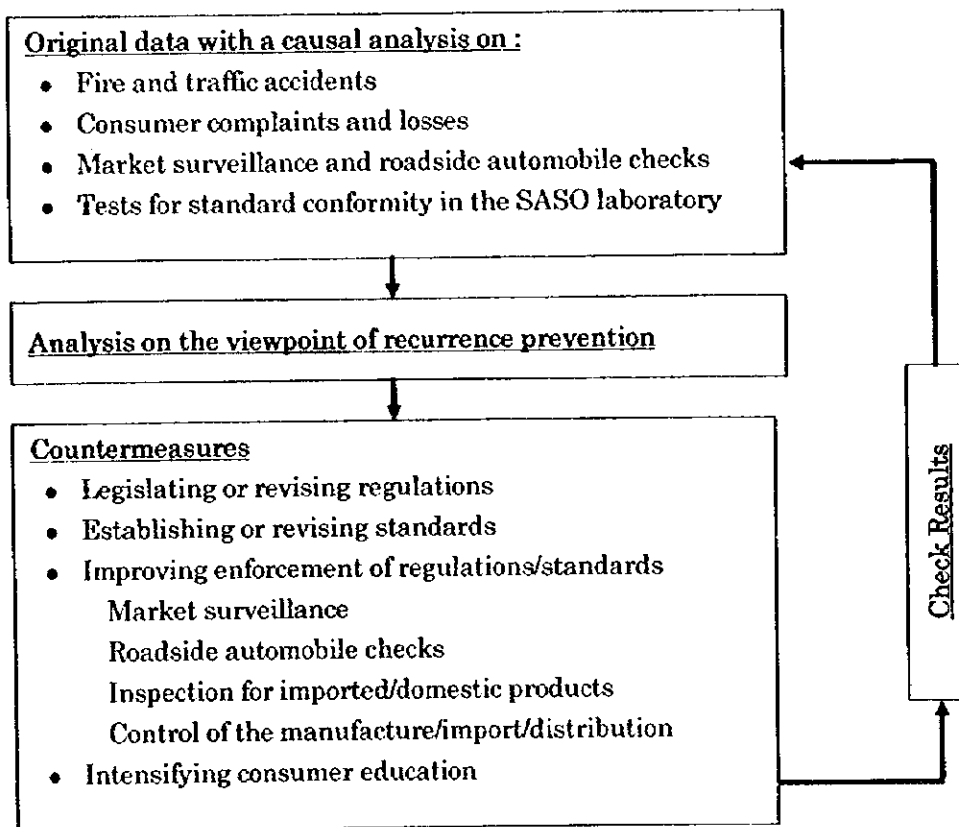 Original data with a causal analysis on :
• Fire and traffic accidents
• Consumer complaints and losses
• Market surveillance and roadside automobile checks
• Tests for standard conformity in the SASO laboratory
Analysis on the viewpoint of recurrence prevention
Countermeasures
• Legislating or revising regulations
• Establishing or revising standards
• Improving enforcement of regulations/standards
Market surveillance
Roadside automobile checks
Inspection for imported/domestic products
Control of the manufacture/import/distribution
• Intensifying consumer education
Check Results